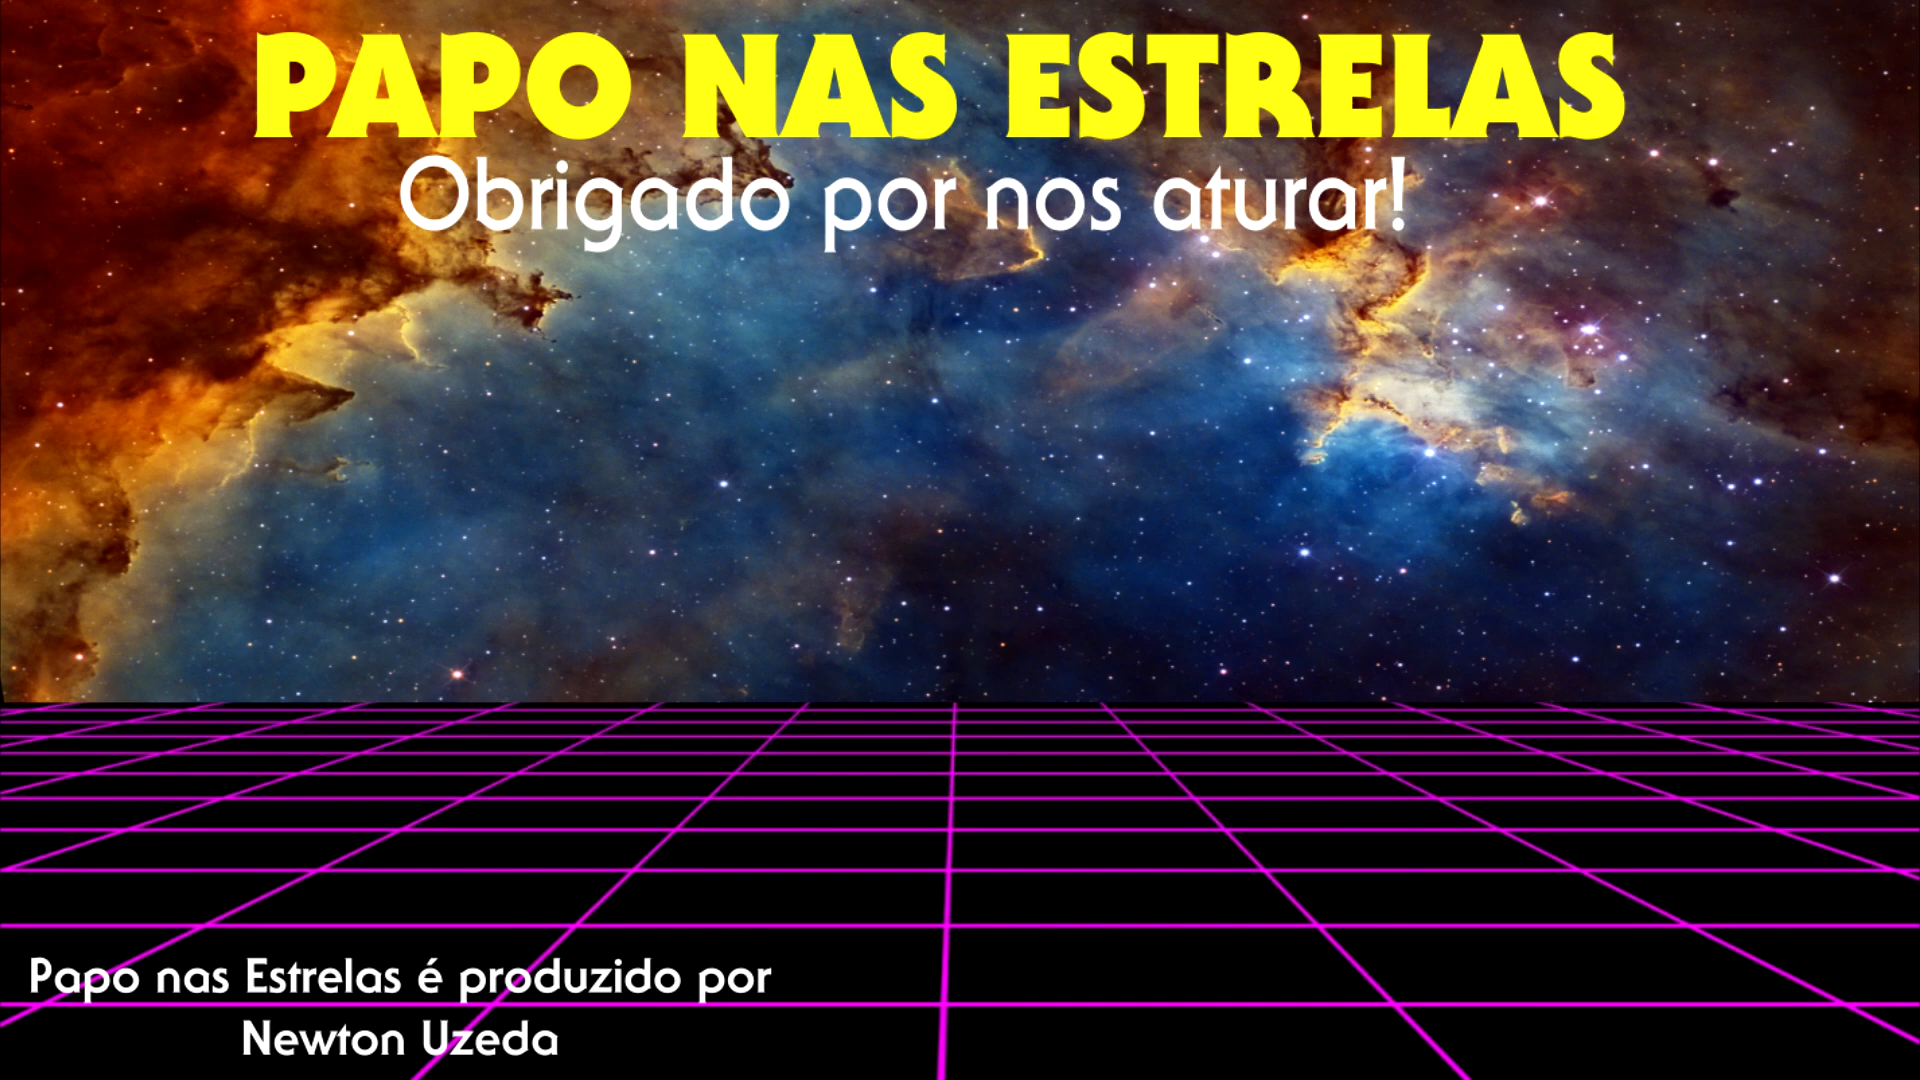 PAPO NAS ESTRELAS
Obrigado por nos aturar!
Papo nas Estrelas é produzido por
Newton Uzeda